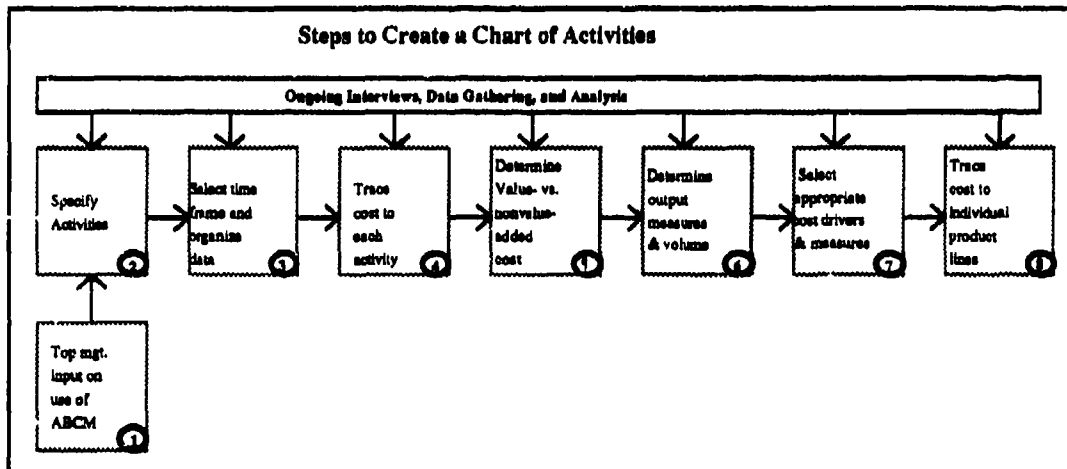 Steps to Create a Chart of Activities
Ongoing Interviews, Data Gathering, and Analysis
Specify
Activities
2
Select time
frame and
organize
data
3
Trace
cost to
each
activity
4
Determine
Value- vs.
nonvalue-
added
cost
5
Determine
output
measures
& volume
6
Select
appropriate
cost drivers
& measures
7
Trace
cost to
individual
product
lines
8
Top mgt.
input on
use of
ABCM
1